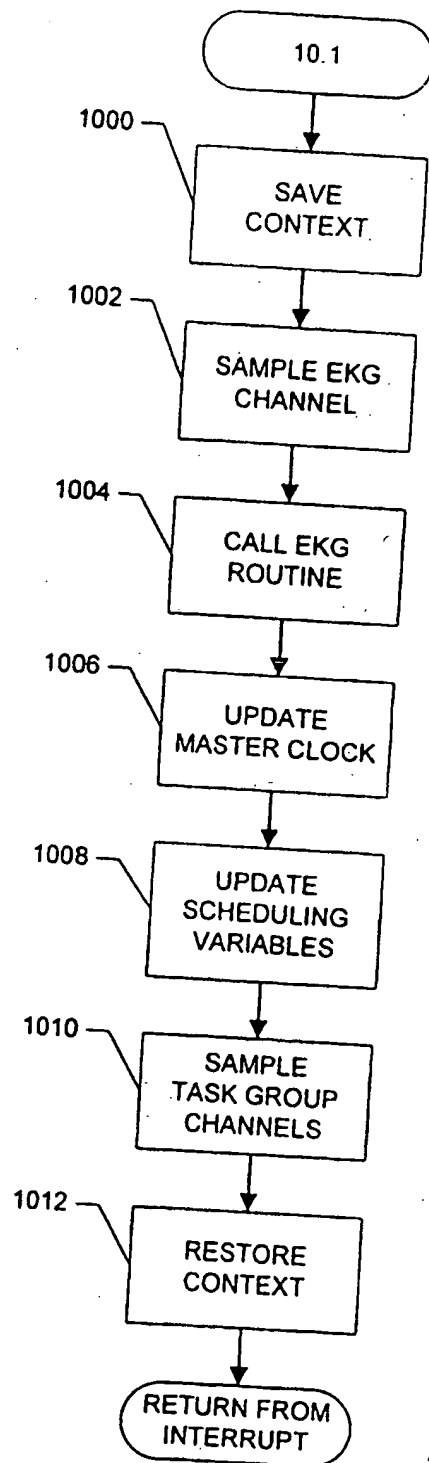 10.1
1000
SAVE
CONTEXT
1002
SAMPLE EKG
CHANNEL
1004
CALL EKG
ROUTINE
1006
UPDATE
MASTER CLOCK
1008
UPDATE
SCHEDULING
VARIABLES
1010
SAMPLE
TASK GROUP
CHANNELS
1012
RESTORE
CONTEXT
RETURN FROM
INTERRUPT